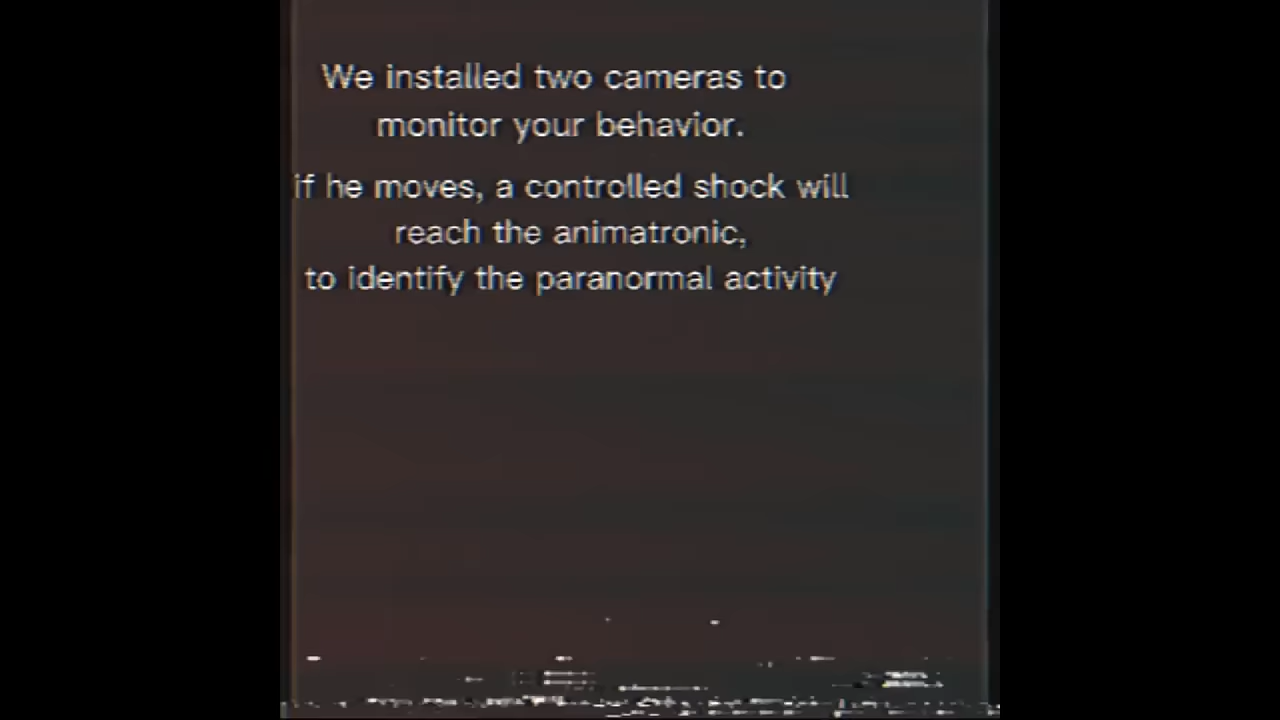 We installed two cameras to
monitor your behavior.
if he moves, a controlled shock will
reach the animatronic,
to identify the paranormal activity